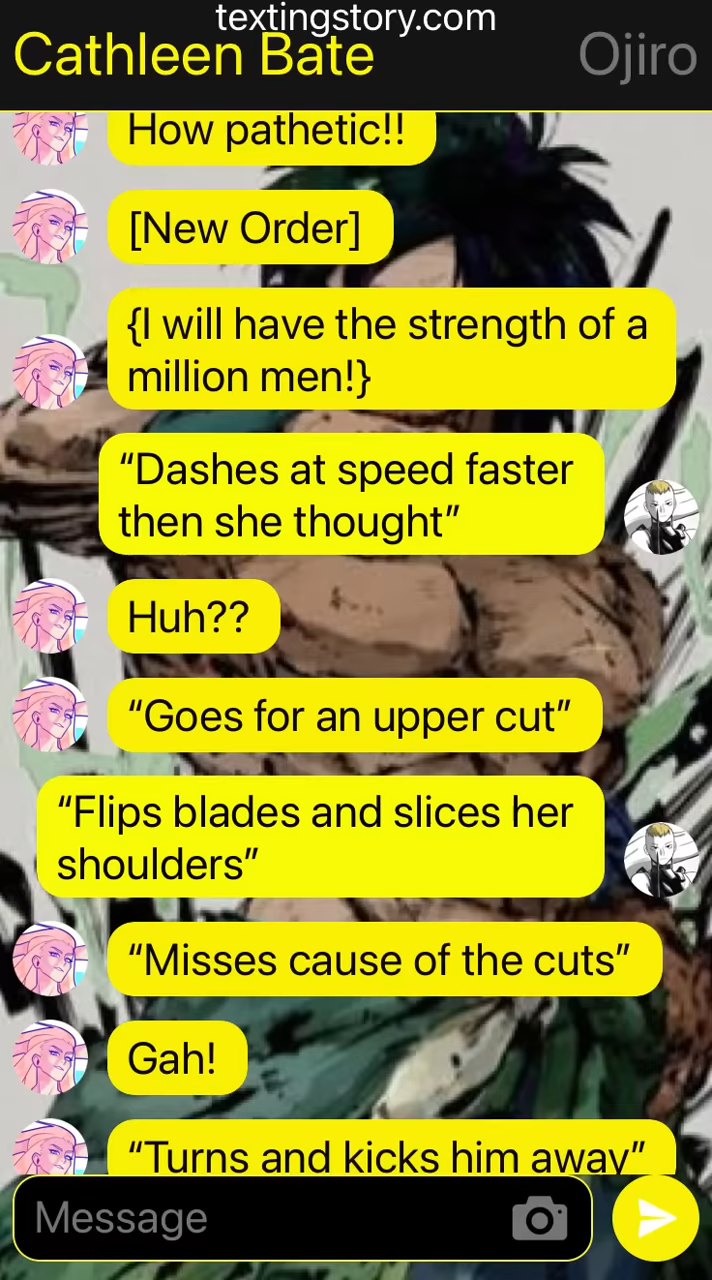 textingstory.com
Cathleen Bate
Ojiro
How pathetic!!
[New Order]
{I will have the strength of a
million men!}
“Dashes at speed faster
then she thought”
Huh??
“Goes for an upper cut”
“Flips blades and slices her
shoulders”
“Misses cause of the cuts”
Gah!
“Turns and kicks him away”
Message